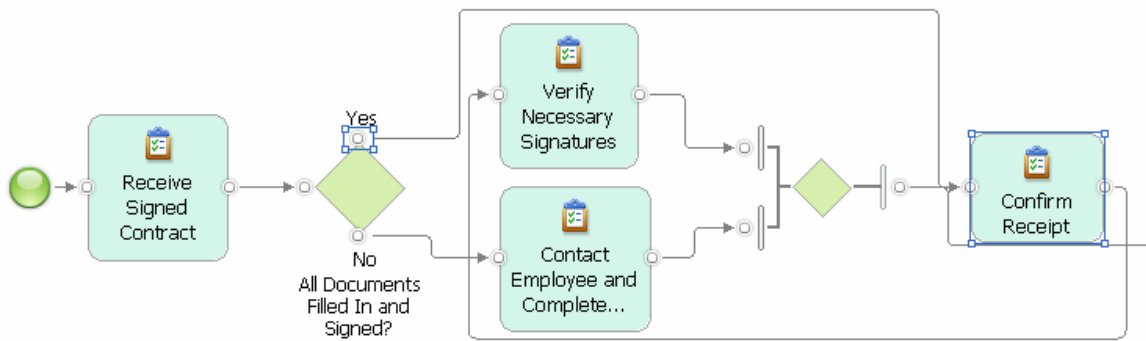 Receive
Signed
Contract
Yes
No
All Documents
Filled In and
Signed?
Verify
Necessary
Signatures
Contact
Employee and
Complete...
Confirm
Receipt